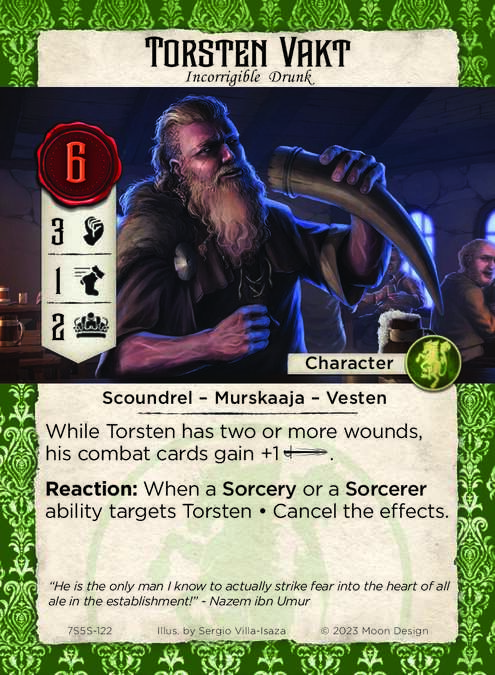 Torsten Vakt
Incorrigible Drunk
6
3
1
2
Character
Scoundrel – Murskaaja – Vesten
While Torsten has two or more wounds,
his combat cards gain +1 .
Reaction: When a Sorcery or a Sorcerer
ability targets Torsten • Cancel the effects.
“He is the only man I know to actually strike fear into the heart of all
ale in the establishment!” - Nazem ibn Umur
7S5S-122 Illus. by Sergio Villa-Isaza © 2023 Moon Design